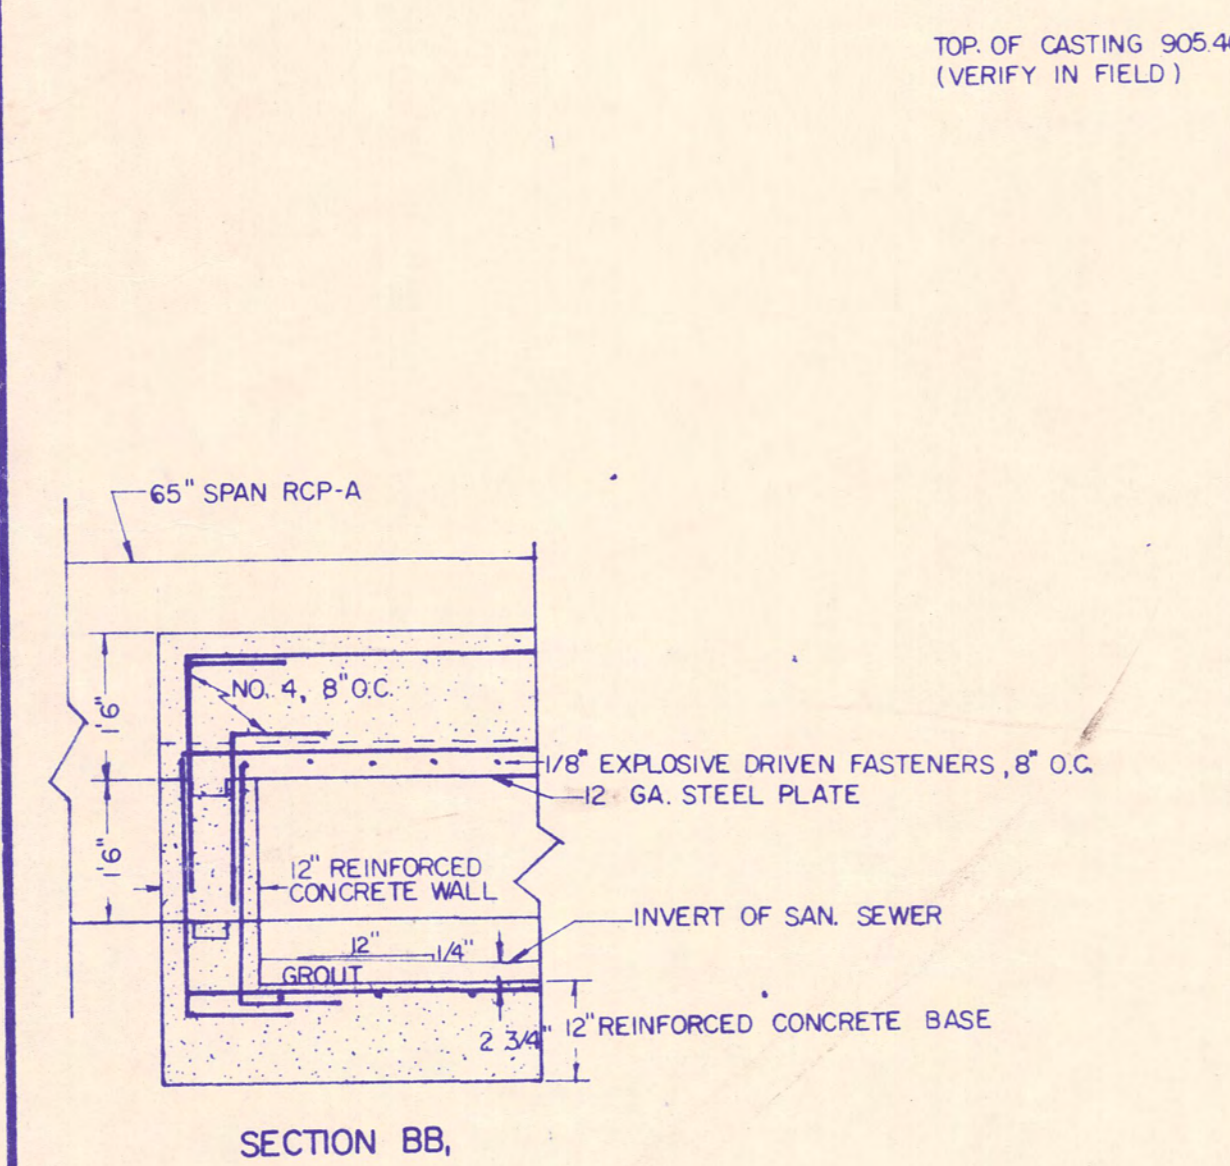 TOP. OF CASTING 905.4
(VERIFY IN FIELD)
65" SPAN RCP-A
NO. 4, 8" O.C.
1'6"
1/8" EXPLOSIVE DRIVEN FASTENERS, 8" O.C.
12 GA. STEEL PLATE
1'6"
12" REINFORCED
CONCRETE WALL
INVERT OF SAN. SEWER
12"
1/4"
GROUT
2 3/4"
12" REINFORCED CONCRETE BASE
SECTION BB,